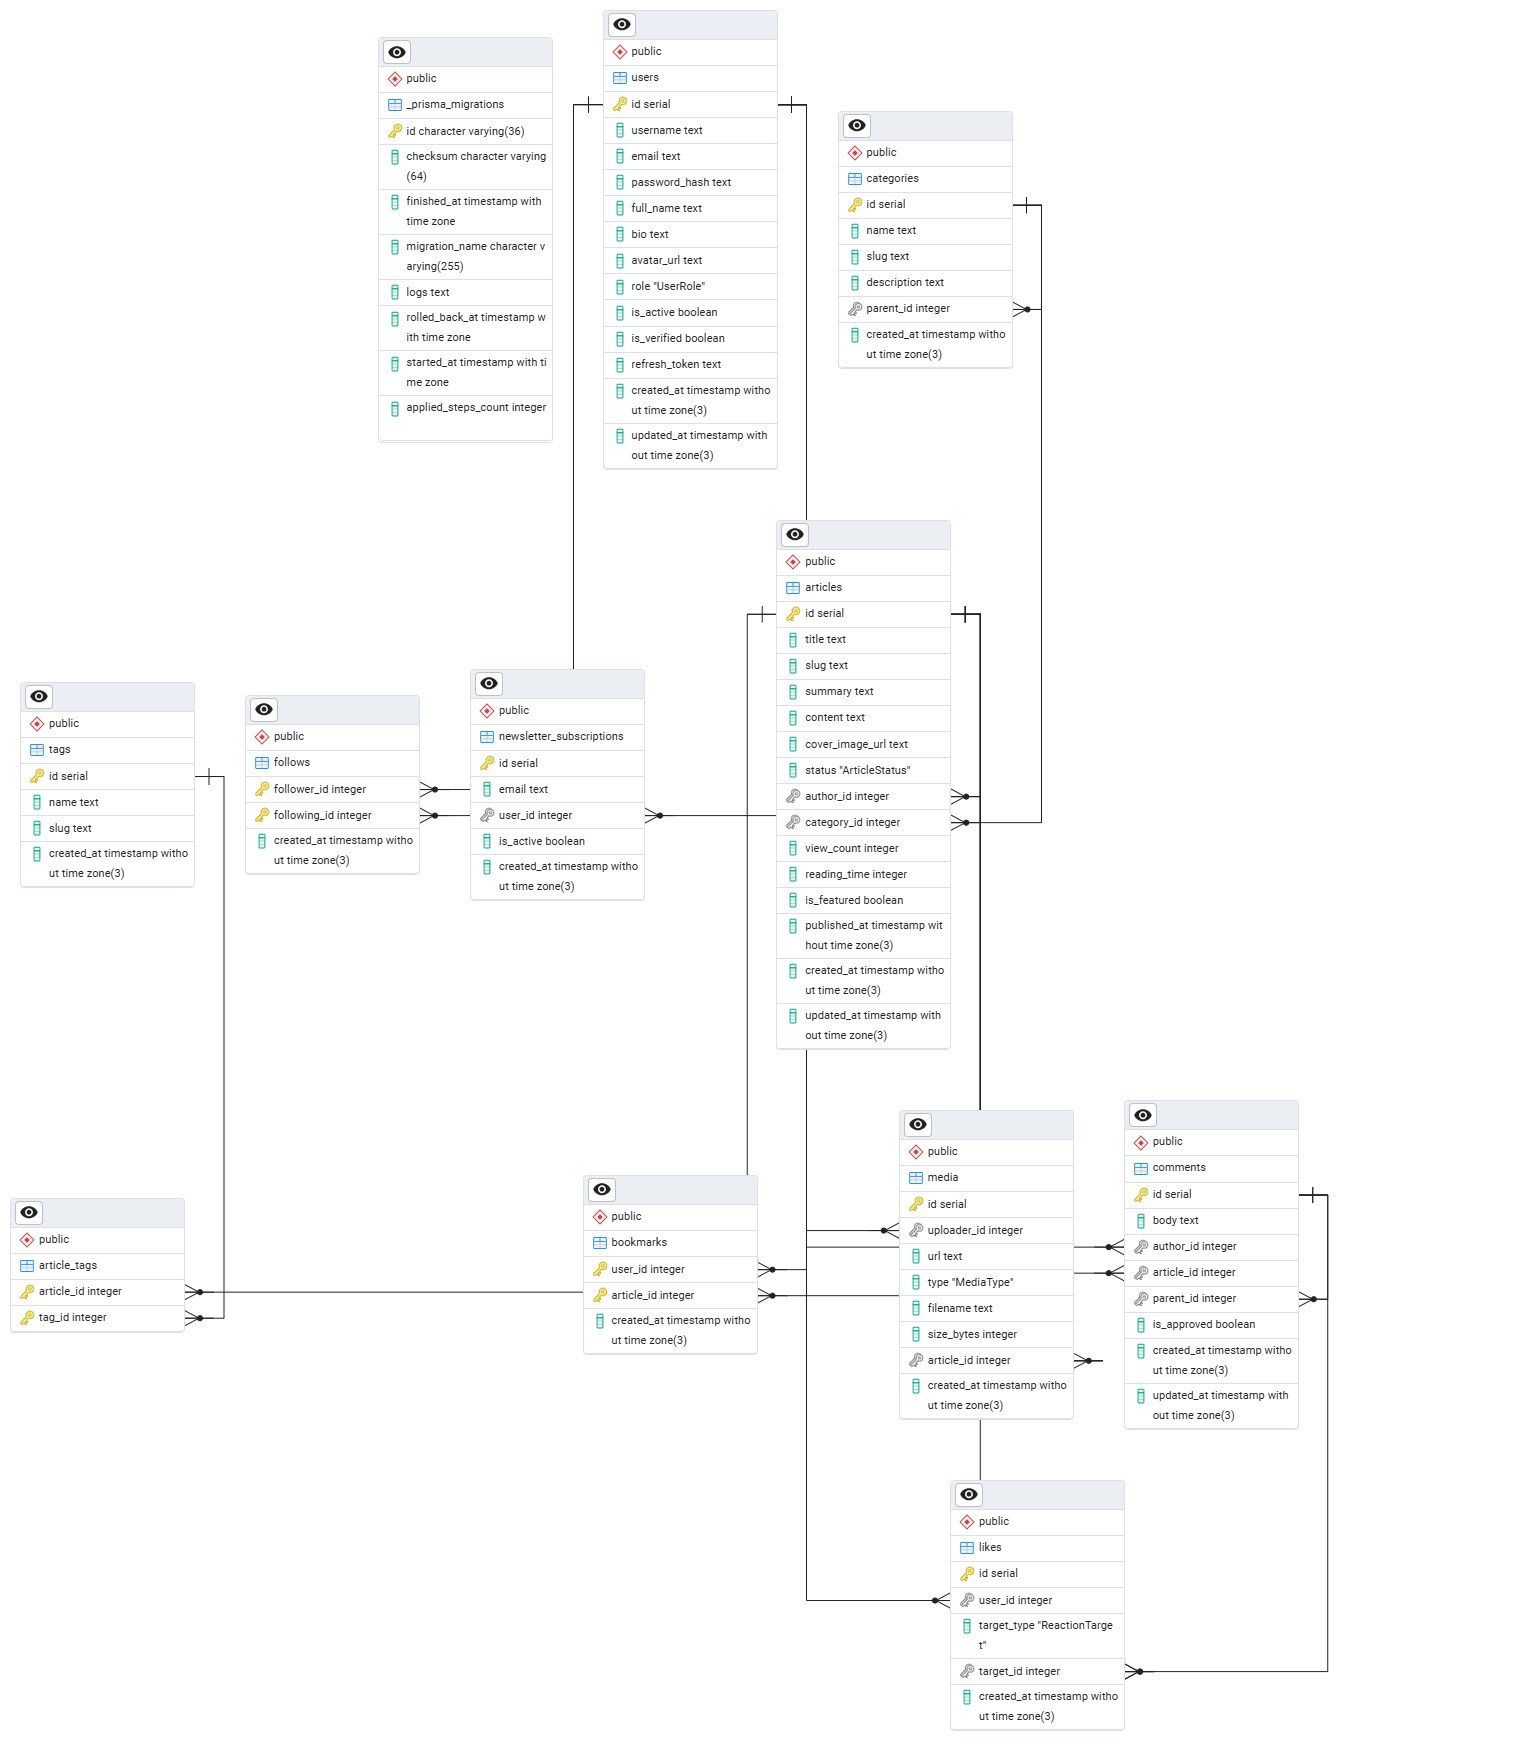 public
_prisma_migrations
id character varying(36)
checksum character varying
(64)
finished_at timestamp with
time zone
migration_name character v
arying(255)
logs text
rolled_back_at timestamp w
ith time zone
started_at timestamp with ti
me zone
applied_steps_count integer
public
users
id serial
username text
email text
password_hash text
full_name text
bio text
avatar_url text
role "UserRole"
is_active boolean
is_verified boolean
refresh_token text
created_at timestamp witho
ut time zone(3)
updated_at timestamp with
out time zone(3)
public
categories
id serial
name text
slug text
description text
parent_id integer
created_at timestamp witho
ut time zone(3)
public
articles
id serial
title text
slug text
summary text
content text
cover_image_url text
status "ArticleStatus"
author_id integer
category_id integer
view_count integer
reading_time integer
is_featured boolean
published_at timestamp wit
hout time zone(3)
created_at timestamp witho
ut time zone(3)
updated_at timestamp with
out time zone(3)
public
tags
id serial
name text
slug text
created_at timestamp witho
ut time zone(3)
public
follows
follower_id integer
following_id integer
created_at timestamp witho
ut time zone(3)
public
newsletter_subscriptions
id serial
email text
user_id integer
is_active boolean
created_at timestamp witho
ut time zone(3)
public
article_tags
article_id integer
tag_id integer
public
bookmarks
user_id integer
article_id integer
created_at timestamp witho
ut time zone(3)
public
media
id serial
uploader_id integer
url text
type "MediaType"
filename text
size_bytes integer
article_id integer
created_at timestamp witho
ut time zone(3)
public
comments
id serial
body text
author_id integer
article_id integer
parent_id integer
is_approved boolean
created_at timestamp witho
ut time zone(3)
updated_at timestamp with
out time zone(3)
public
likes
id serial
user_id integer
target_type "ReactionTarge
t"
target_id integer
created_at timestamp witho
ut time zone(3)